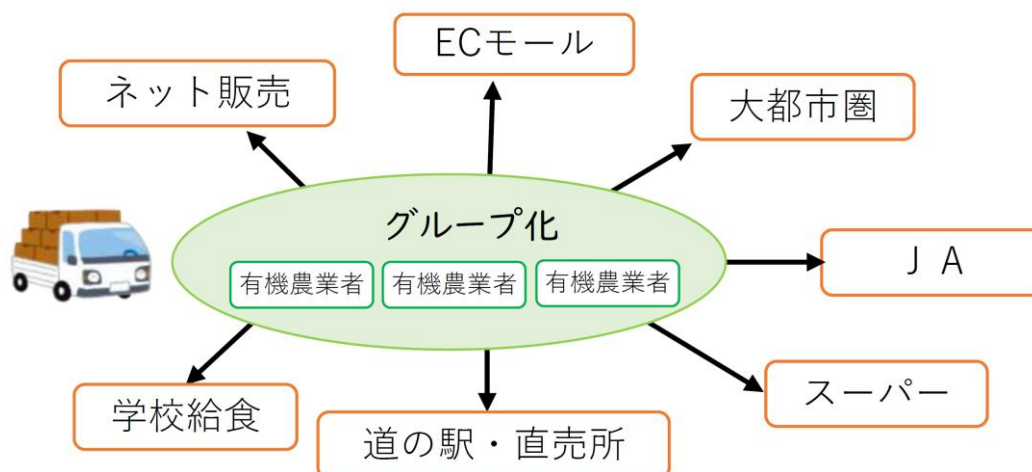 ECモール
ネット販売
大都市圏
グループ化
有機農業者
有機農業者
有機農業者
J A
スーパー
学校給食
道の駅・直売所